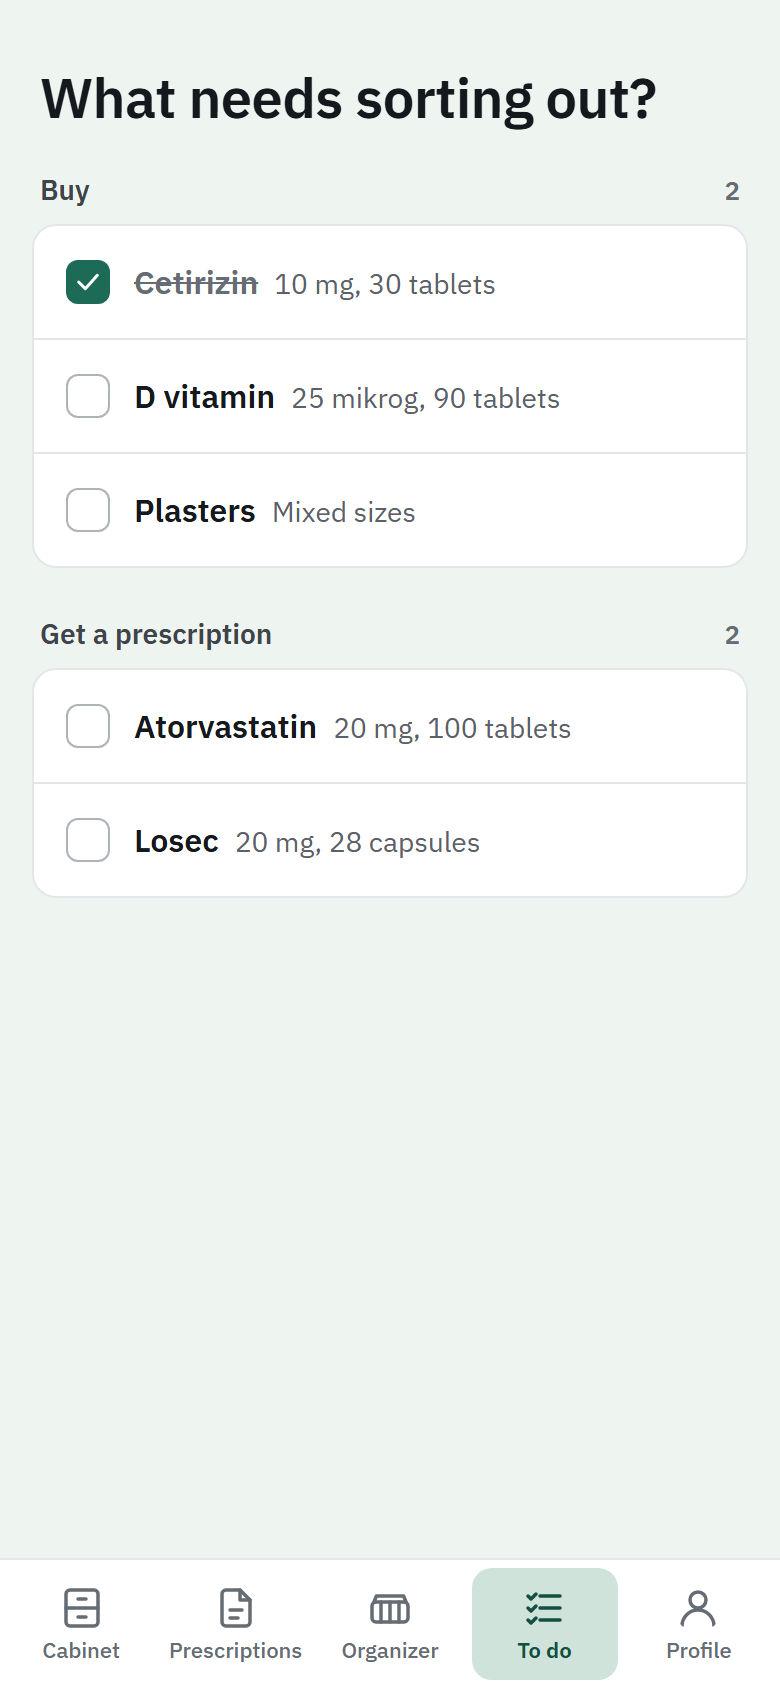 What needs sorting out?
Buy 2
Cetirizin 10 mg, 30 tablets
D vitamin 25 mikrog, 90 tablets
Plasters Mixed sizes
Get a prescription 2
Atorvastatin 20 mg, 100 tablets
Losec 20 mg, 28 capsules
Cabinet Prescriptions Organizer To do Profile